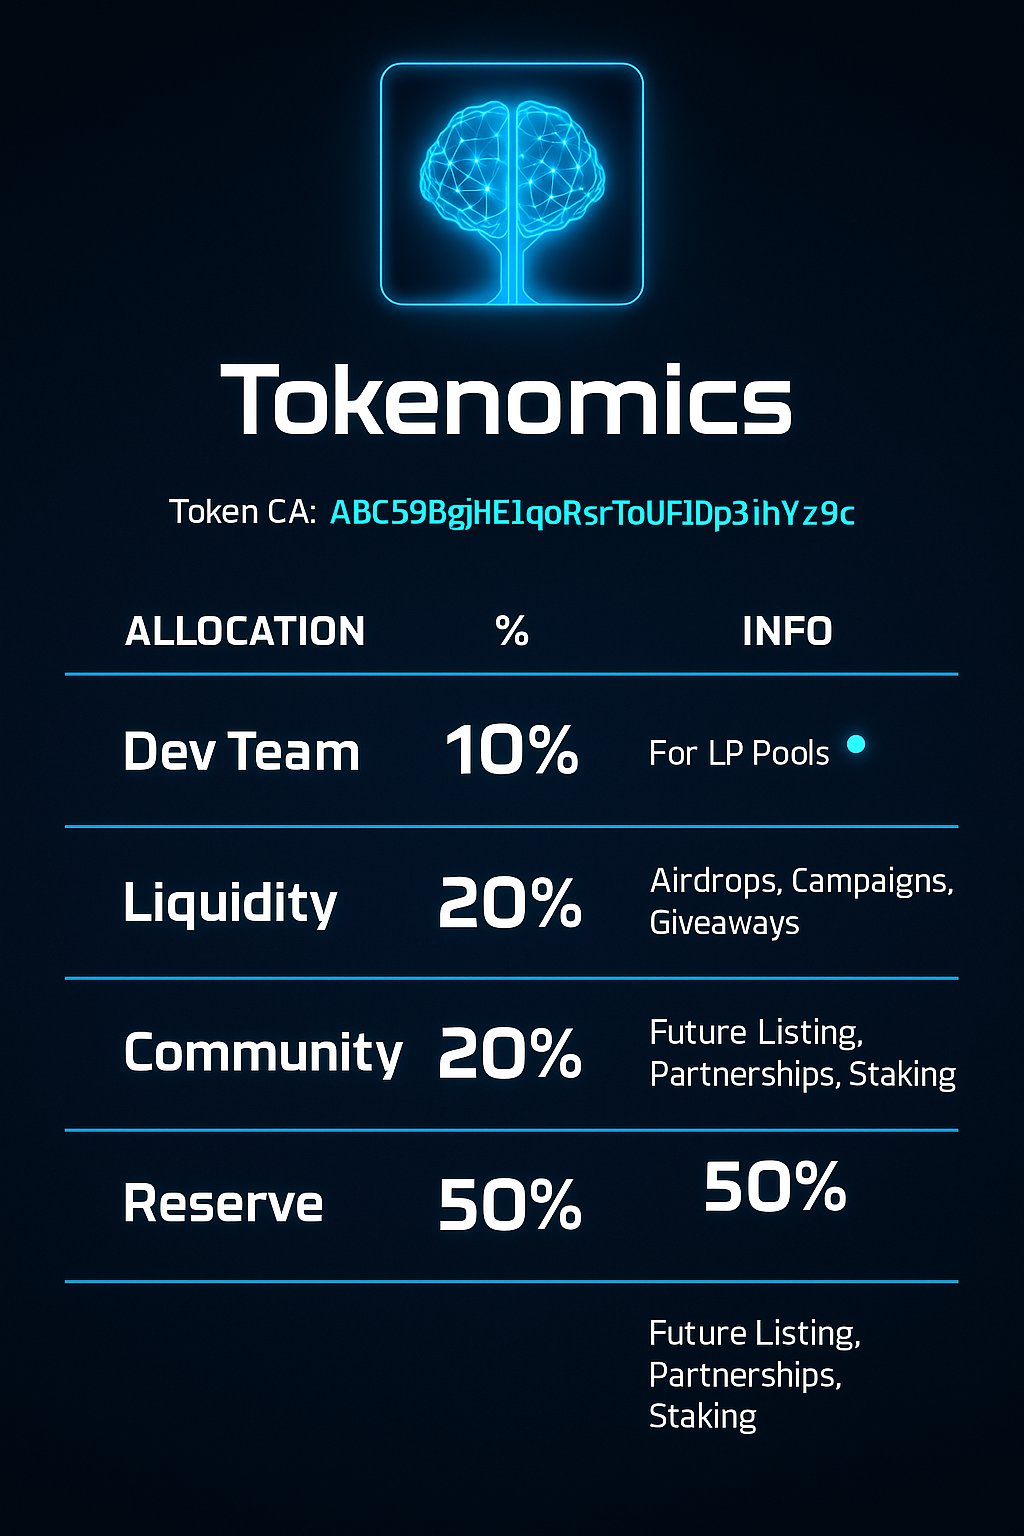 Tokenomics
Token CA: ABC59BgjHE1qoRsrToUF1Dp3ihYz9c
ALLOCATION % INFO
Dev Team 10% For LP Pools
Liquidity 20% Airdrops, Campaigns,
Giveaways
Community 20% Future Listing,
Partnerships, Staking
Reserve 50% 50%
Future Listing,
Partnerships,
Staking